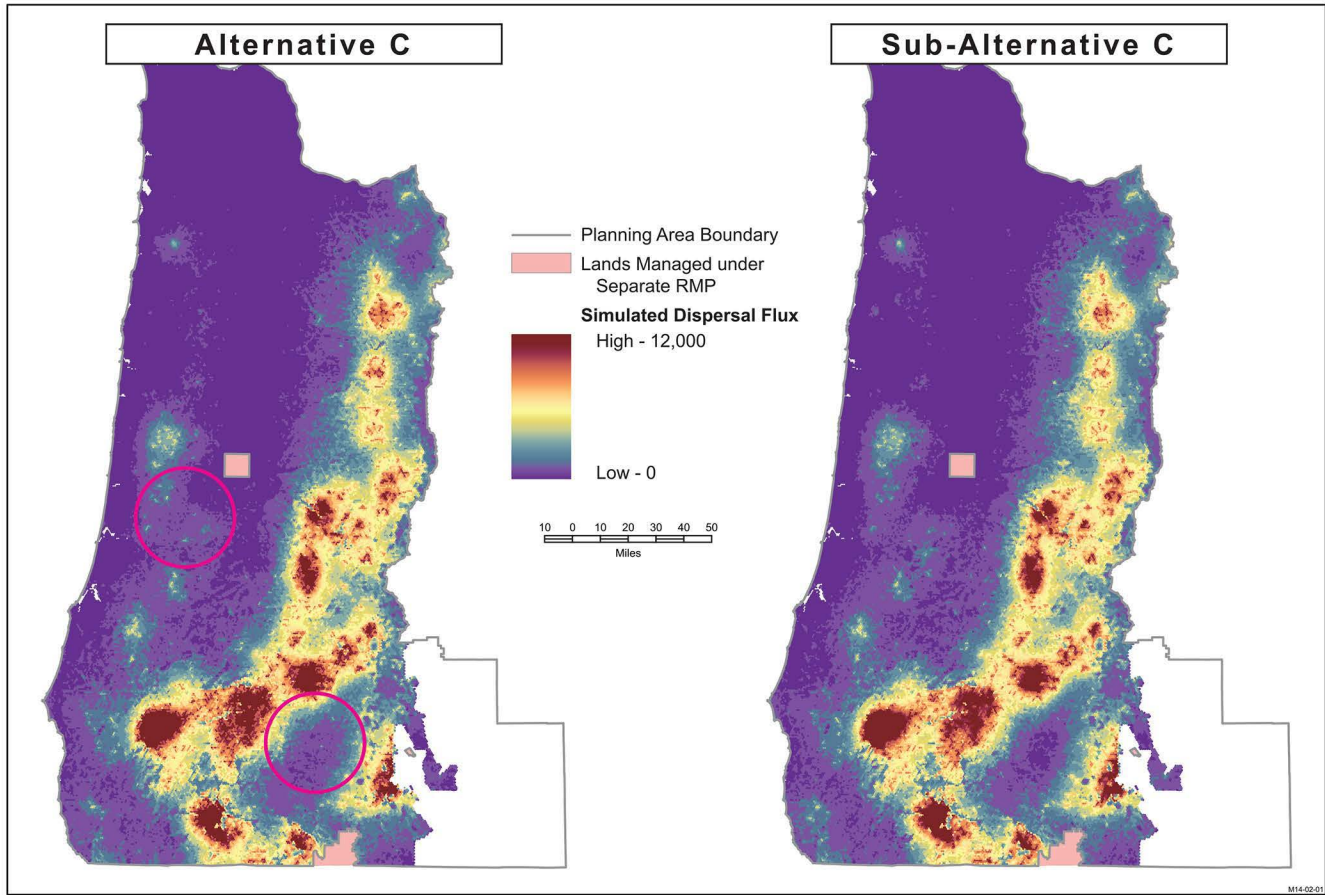 Alternative C
Sub-Alternative C
Planning Area Boundary
Lands Managed under
Separate RMP
Simulated Dispersal Flux
High - 12,000
Low - 0
10 0 10 20 30 40 50
Miles
M14-02-01